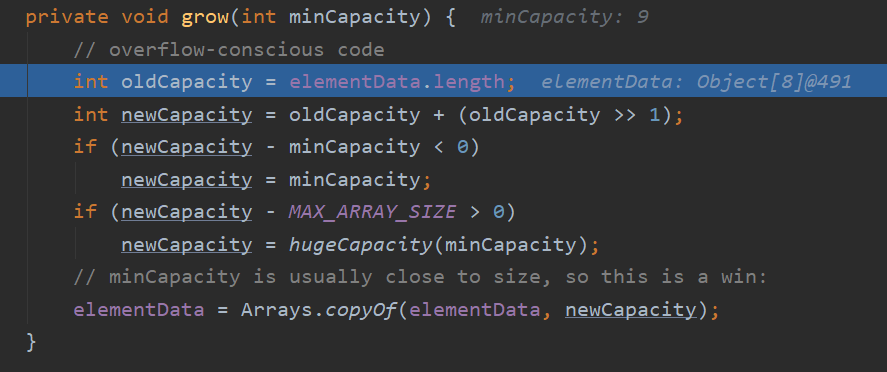 private void grow(int minCapacity) {  minCapacity: 9
    // overflow-conscious code
    int oldCapacity = elementData.length;  elementData: Object[8]@491
    int newCapacity = oldCapacity + (oldCapacity >> 1);
    if (newCapacity - minCapacity < 0)
        newCapacity = minCapacity;
    if (newCapacity - MAX_ARRAY_SIZE > 0)
        newCapacity = hugeCapacity(minCapacity);
    // minCapacity is usually close to size, so this is a win:
    elementData = Arrays.copyOf(elementData, newCapacity);
}